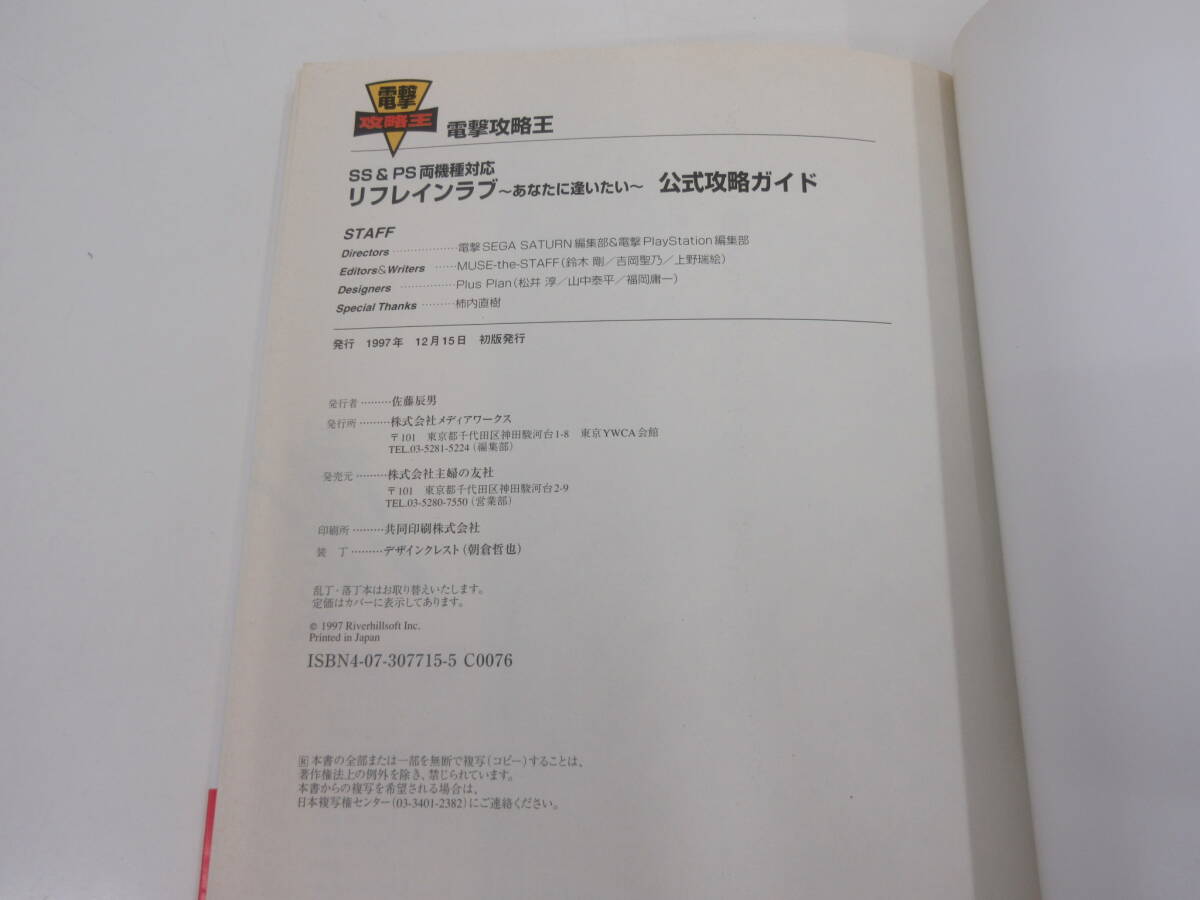 電撃
攻略王
電撃攻略王
SS & PS 両機種対応
リフレインラブ～あなたに逢いたい～ 公式攻略ガイド
STAFF
Directors ………………電撃SEGA SATURN編集部&電撃PlayStation編集部
Editors&Writers ……MUSE-the-STAFF（鈴木 剛／吉岡聖乃／上野瑞絵）
Designers ……………Plus Plan（松井 淳／山中泰平／福岡庸一）
Special Thanks ………柿内直樹
発行 1997年 12月15日 初版発行
発行者………佐藤辰男
発行所………株式会社メディアワークス
〒101 東京都千代田区神田駿河台1-8 東京YWCA会館
TEL.03-5281-5224（編集部）
発売元………株式会社主婦の友社
〒101 東京都千代田区神田駿河台2-9
TEL.03-5280-7550（営業部）
印刷所………共同印刷株式会社
装 丁………デザインクレスト（朝倉哲也）
乱丁・落丁本はお取り替えいたします。
定価はカバーに表示してあります。
© 1997 Riverhillsoft Inc.
Printed in Japan
ISBN4-07-307715-5 C0076
R 本書の全部または一部を無断で複写（コピー）することは、
著作権法上の例外を除き、禁じられています。
本書からの複写を希望される場合は、
日本複写権センター（03-3401-2382）にご連絡ください。